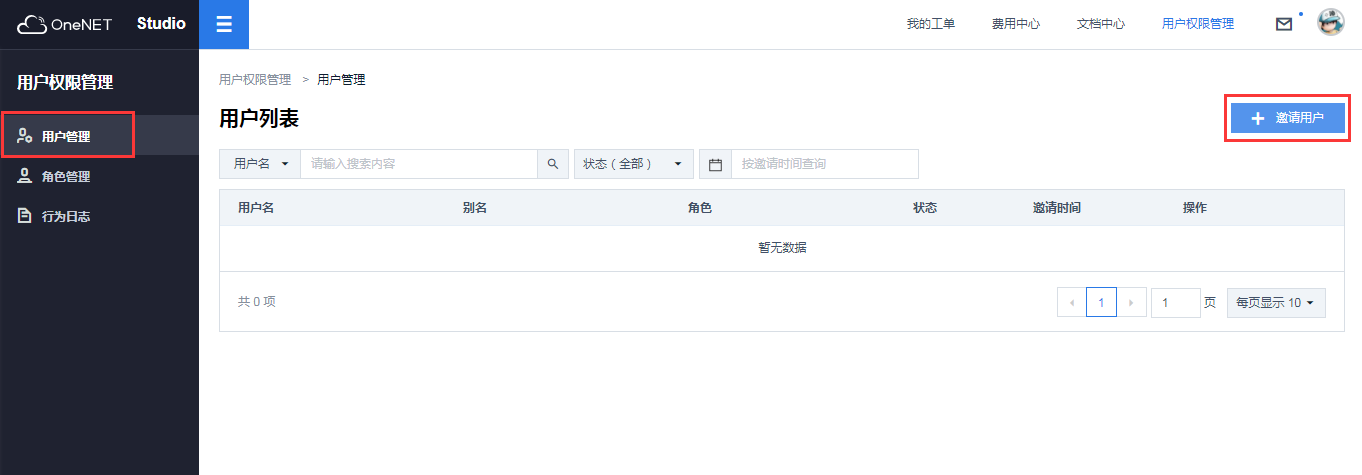 OneNET Studio 我的工单 费用中心 文档中心 用户权限管理
用户权限管理
用户管理
角色管理
行为日志
用户权限管理 > 用户管理
用户列表
邀请用户
用户名 请输入搜索内容 状态（全部） 按邀请时间查询
用户名 别名 角色 状态 邀请时间 操作
暂无数据
共 0 项 1 1 页 每页显示 10